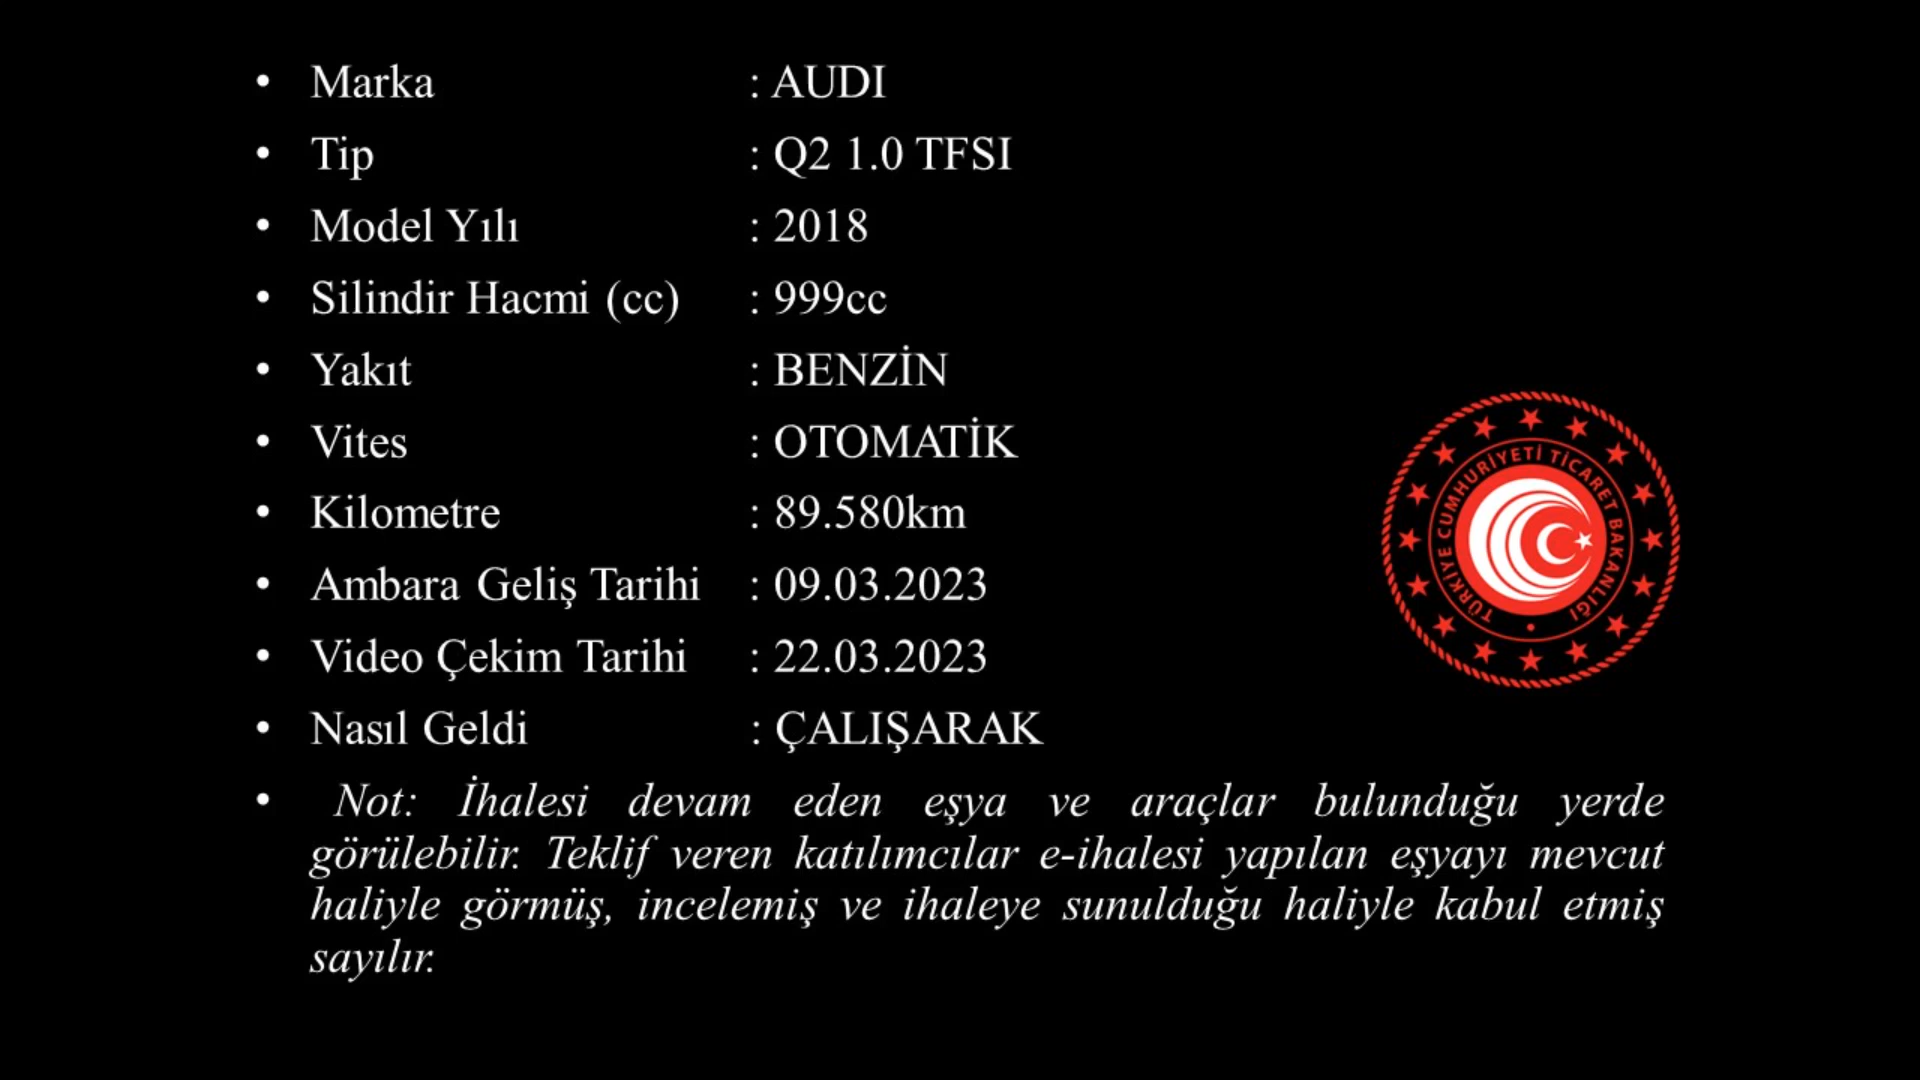 • Marka : AUDI
• Tip : Q2 1.0 TFSI
• Model Yılı : 2018
• Silindir Hacmi (cc) : 999cc
• Yakıt : BENZİN
• Vites : OTOMATİK
• Kilometre : 89.580km
• Ambara Geliş Tarihi : 09.03.2023
• Video Çekim Tarihi : 22.03.2023
• Nasıl Geldi : ÇALIŞARAK
• Not: İhalesi devam eden eşya ve araçlar bulunduğu yerde
görülebilir. Teklif veren katılımcılar e-ihalesi yapılan eşyayı mevcut
haliyle görmüş, incelemiş ve ihaleye sunulduğu haliyle kabul etmiş
sayılır.
TÜRKİYE CUMHURİYETİ TİCARET BAKANLIĞI